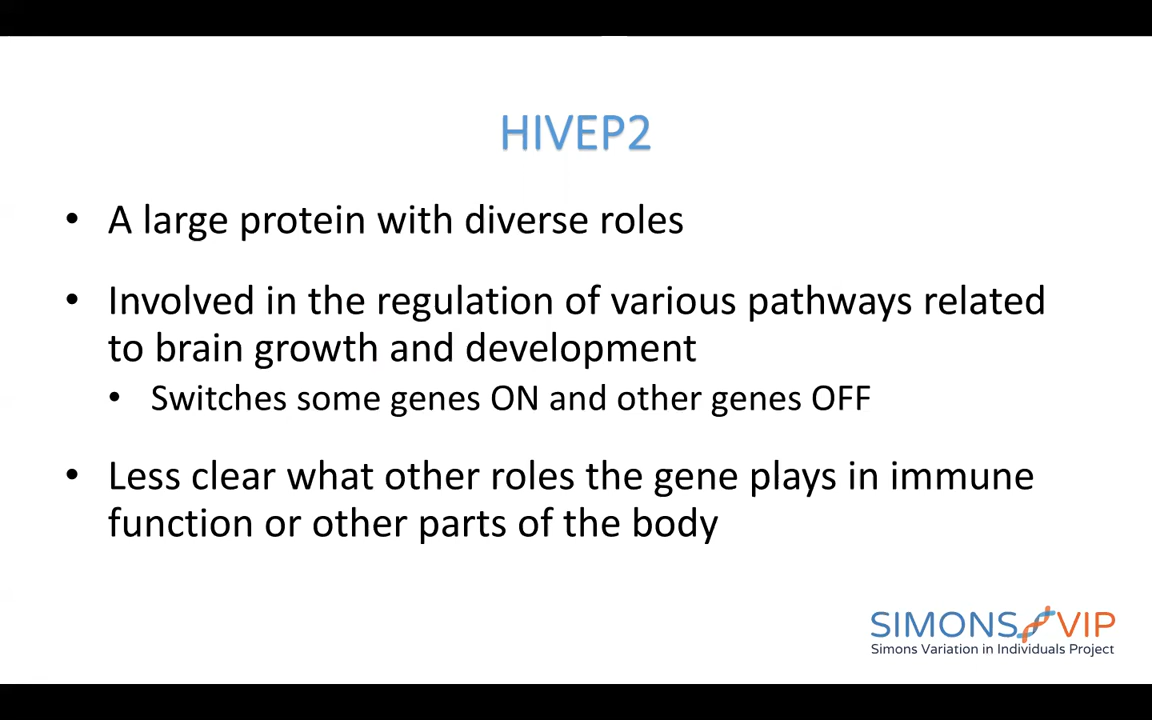 HIVEP2
• A large protein with diverse roles
• Involved in the regulation of various pathways related
to brain growth and development
• Switches some genes ON and other genes OFF
• Less clear what other roles the gene plays in immune
function or other parts of the body
SIMONS VIP
Simons Variation in Individuals Project